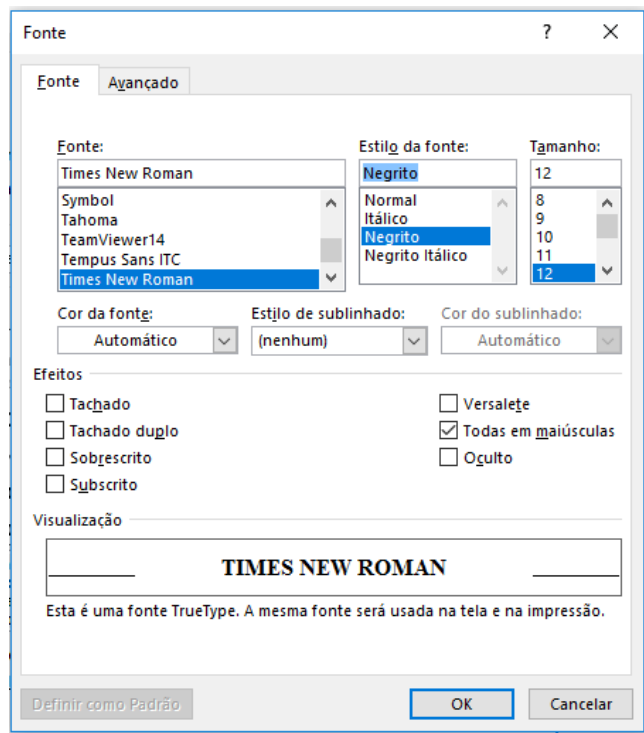 Fonte ? ×
Fonte Avançado
Fonte: Estilo da fonte: Tamanho:
Times New Roman Negrito 12
Symbol Normal 8
Tahoma Itálico 9
TeamViewer14 Negrito 10
Tempus Sans ITC Negrito Itálico 11
Times New Roman 12
Cor da fonte: Estilo de sublinhado: Cor do sublinhado:
Automático (nenhum) Automático
Efeitos
Tachado Versalete
Tachado duplo Todas em maiúsculas
Sobrescrito Oculto
Subscrito
Visualização
TIMES NEW ROMAN
Esta é uma fonte TrueType. A mesma fonte será usada na tela e na impressão.
Definir como Padrão OK Cancelar